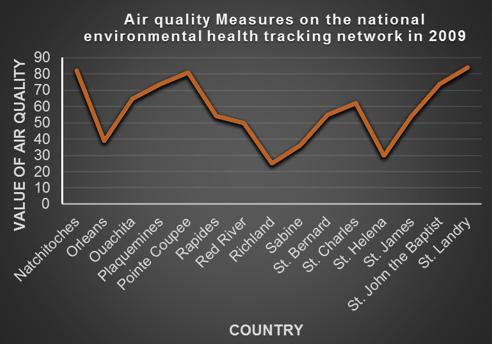 Air quality Measures on the national
environmental health tracking network in 2009
VALUE OF AIR QUALITY
90
80
70
60
50
40
30
20
10
0
Natchitoches
Orleans
Ouachita
Plaquemines
Pointe Coupee
Rapides
Red River
Richland
Sabine
St. Bernard
St. Charles
St. Helena
St. James
St. John the Baptist
St. Landry
COUNTRY